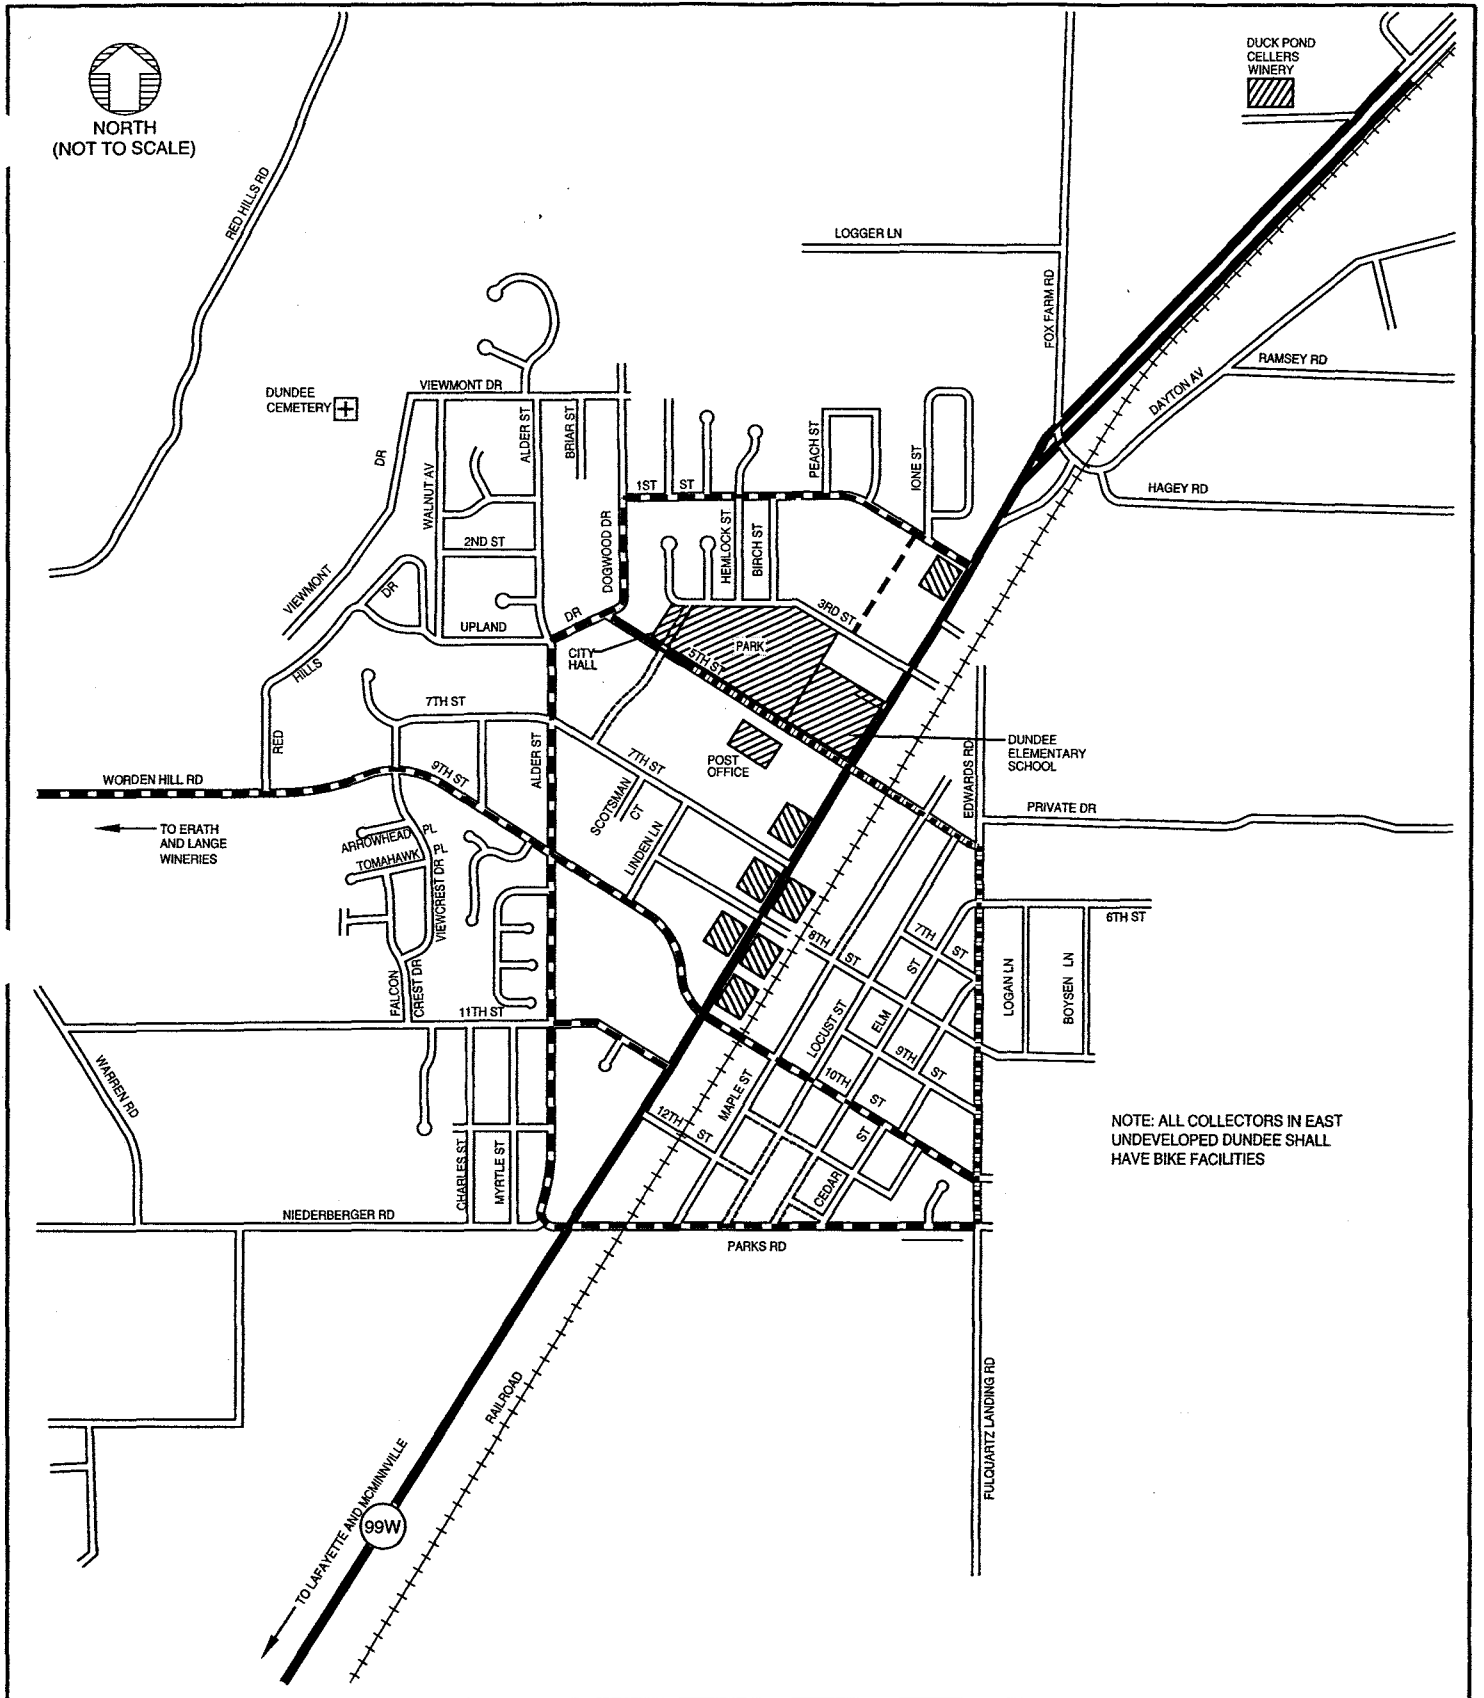 DUCK POND
CELLERS
WINERY
NORTH
(NOT TO SCALE)
RED HILLS RD
LOGGER LN
FOX FARM RD
RAMSEY RD
DAYTON AV
HAGEY RD
DUNDEE
CEMETERY
VIEWMONT DR
ALDER ST
BRIAR ST
WALNUT AV
2ND ST
DOGWOOD DR
1ST ST
HEMLOCK ST
BIRCH ST
PEACH ST
IONE ST
3RD ST
VIEWMONT DR
UPLAND DR
RED HILLS DR
CITY
HALL
PARK
5TH ST
POST
OFFICE
DUNDEE
ELEMENTARY
SCHOOL
EDWARDS RD
PRIVATE DR
7TH ST
ALDER ST
7TH ST
WORDEN HILL RD
9TH ST
TO ERATH
AND LANGE
WINERIES
ARROWHEAD PL
TOMAHAWK PL
VIEWCREST DR
SCOTSMAN
CT
LINDEN LN
FALCON
CREST DR
11TH ST
6TH ST
7TH ST
8TH ST
ELM ST
LOGAN LN
BOYSEN LN
LOCUST ST
9TH ST
10TH ST
MAPLE ST
12TH ST
CEDAR ST
WARREN RD
CHARLES ST
MYRTLE ST
NOTE: ALL COLLECTORS IN EAST
UNDEVELOPED DUNDEE SHALL
HAVE BIKE FACILITIES
NIEDERBERGER RD
PARKS RD
RAILROAD
FULQUARTZ LANDING RD
TO LAFAYETTE AND MCMINNVILLE
99W